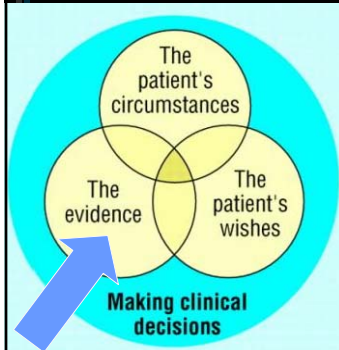 The
patient's
circumstances
The
evidence
The
patient's
wishes
Making clinical
decisions